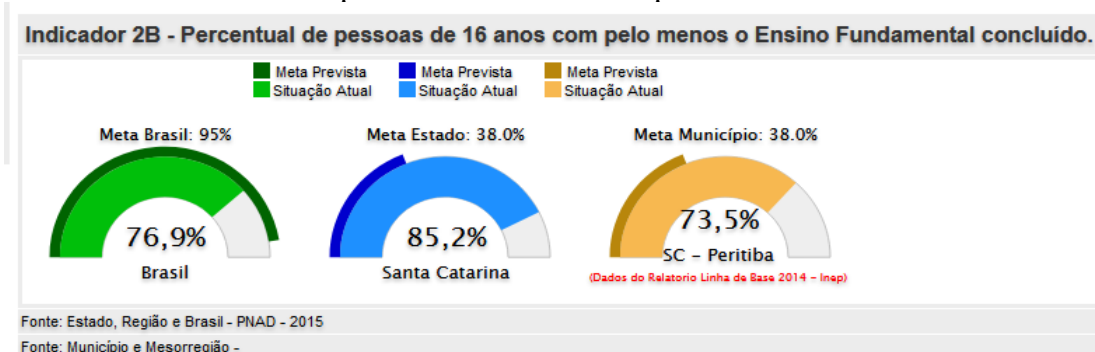 Indicador 2B - Percentual de pessoas de 16 anos com pelo menos o Ensino Fundamental concluído.
Meta Prevista Meta Prevista Meta Prevista
Situação Atual Situação Atual Situação Atual
Meta Brasil: 95% Meta Estado: 38.0% Meta Município: 38.0%
76,9% 85,2% 73,5%
Brasil Santa Catarina SC - Peritiba
(Dados do Relatorio Linha de Base 2014 - Inep)
Fonte: Estado, Região e Brasil - PNAD - 2015
Fonte: Município e Mesorregião -